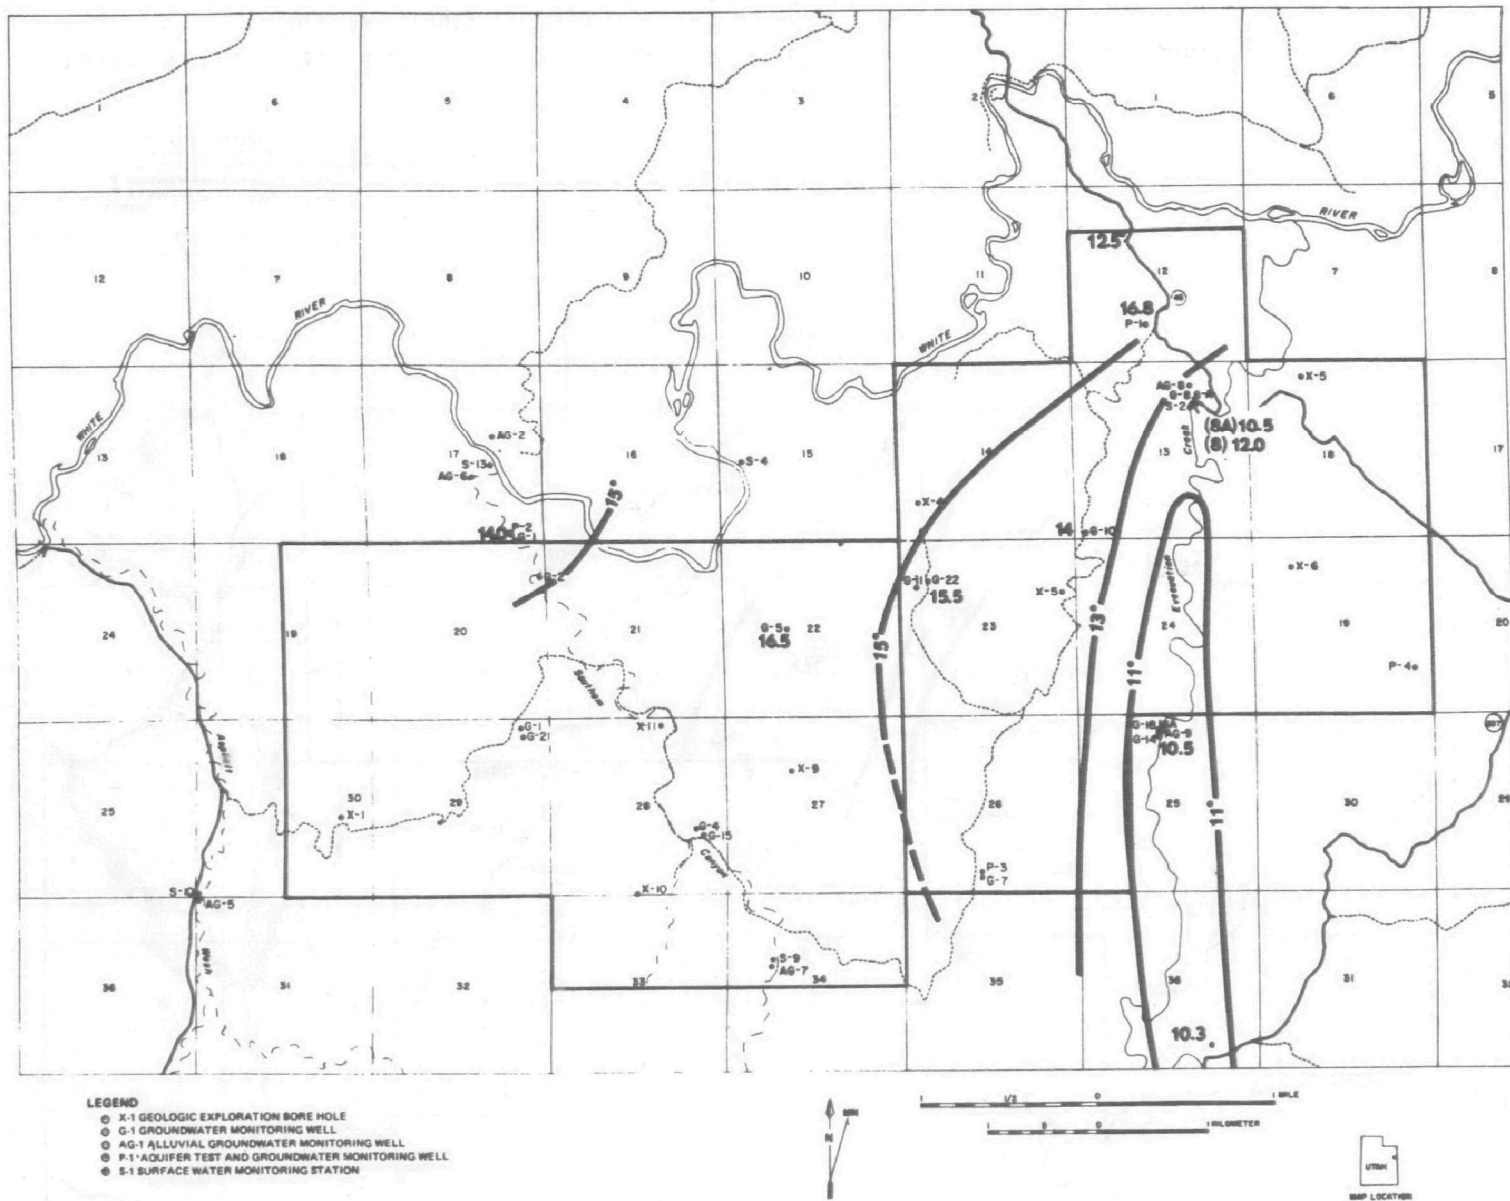 1
6
5
4
3
2
1
6
5
RIVER
12.5
12
7
8
9
10
11
12
7
8
RIVER
16.8
P-1
WHITE
X-5
AG-8
S-2
(8A) 10.5
(8) 12.0
Creek
WHITE
13
18
17
16
15
14
13
18
17
AG-2
S-13
AG-6
S-4
15°
X-4
14
G-10
P-2
14.0
G-2
G-11
G-22
15.5
X-5
X-6
Evacuation
24
19
20
21
22
23
24
19
20
G-5
16.5
15°
13°
11°
P-4
Southam
G-1
G-21
X-11
G-14
AG-9
10.5
X-9
25
30
29
28
27
26
25
30
29
X-1
G-4
G-15
Canyon
11°
P-3
G-7
S-10
AG-5
X-10
Wash
36
31
32
33
34
35
36
31
S-9
AG-7
10.3
LEGEND
X-1 GEOLOGIC EXPLORATION BORE HOLE
G-1 GROUNDWATER MONITORING WELL
AG-1 ALLUVIAL GROUNDWATER MONITORING WELL
P-1 AQUIFER TEST AND GROUNDWATER MONITORING WELL
S-1 SURFACE WATER MONITORING STATION
N
MN
1 1/2 0 1 MILE
1 .5 0 1 KILOMETER
UTAH
MAP LOCATION